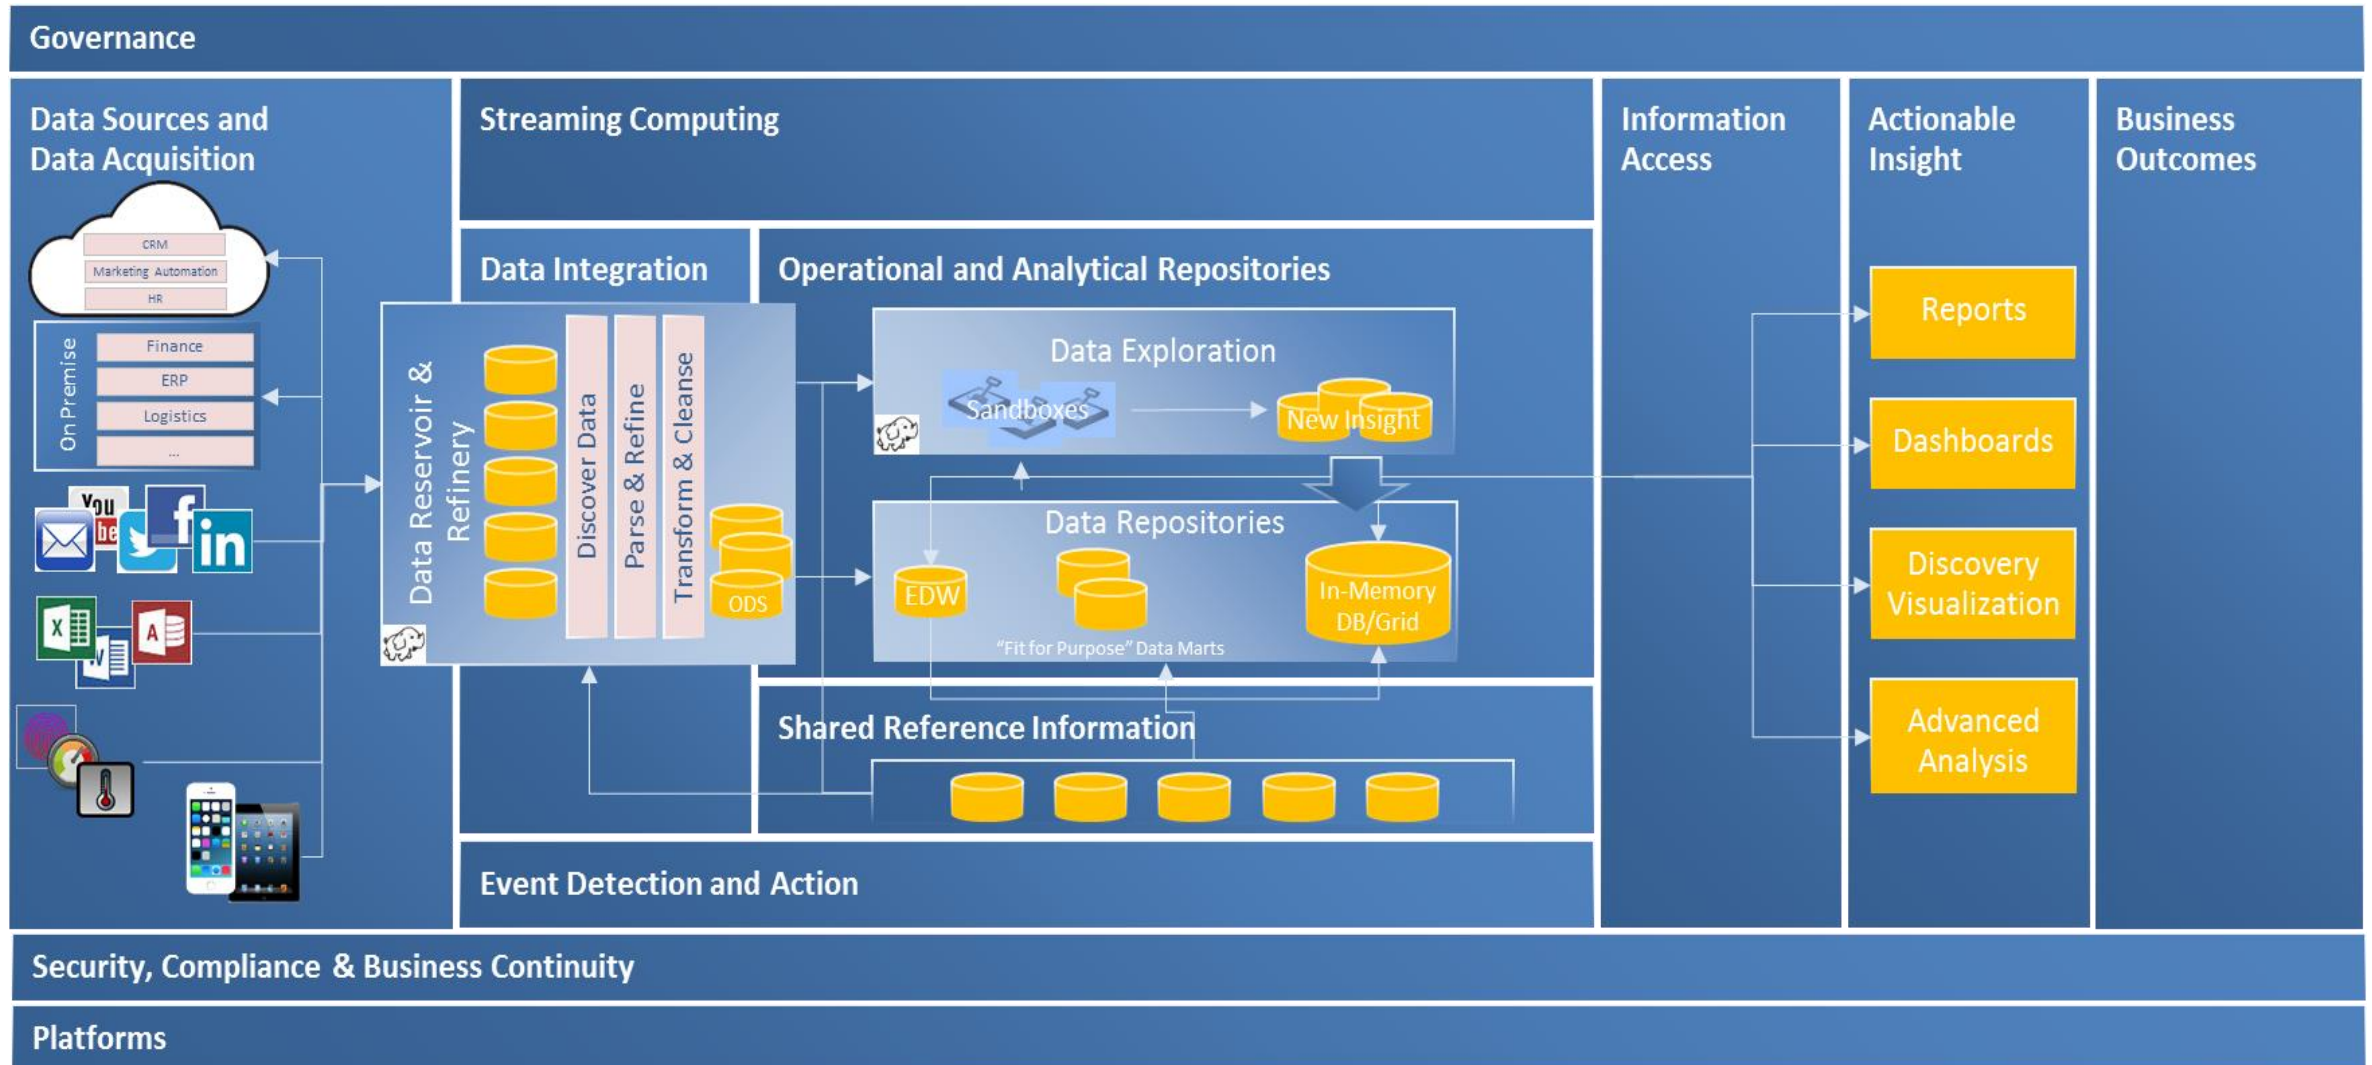 Governance
Data Sources and
Data Acquisition
CRM
Marketing Automation
HR
On Premise
Finance
ERP
Logistics
...
You
be
f
in
X
W
A
Streaming Computing
Data Integration
Data Reservoir &
Refinery
Discover Data
Parse & Refine
Transform & Cleanse
ODS
Operational and Analytical Repositories
Data Exploration
Sandboxes
New Insight
Data Repositories
EDW
"Fit for Purpose" Data Marts
In-Memory
DB/Grid
Shared Reference Information
Event Detection and Action
Information
Access
Actionable
Insight
Reports
Dashboards
Discovery
Visualization
Advanced
Analysis
Business
Outcomes
Security, Compliance & Business Continuity
Platforms